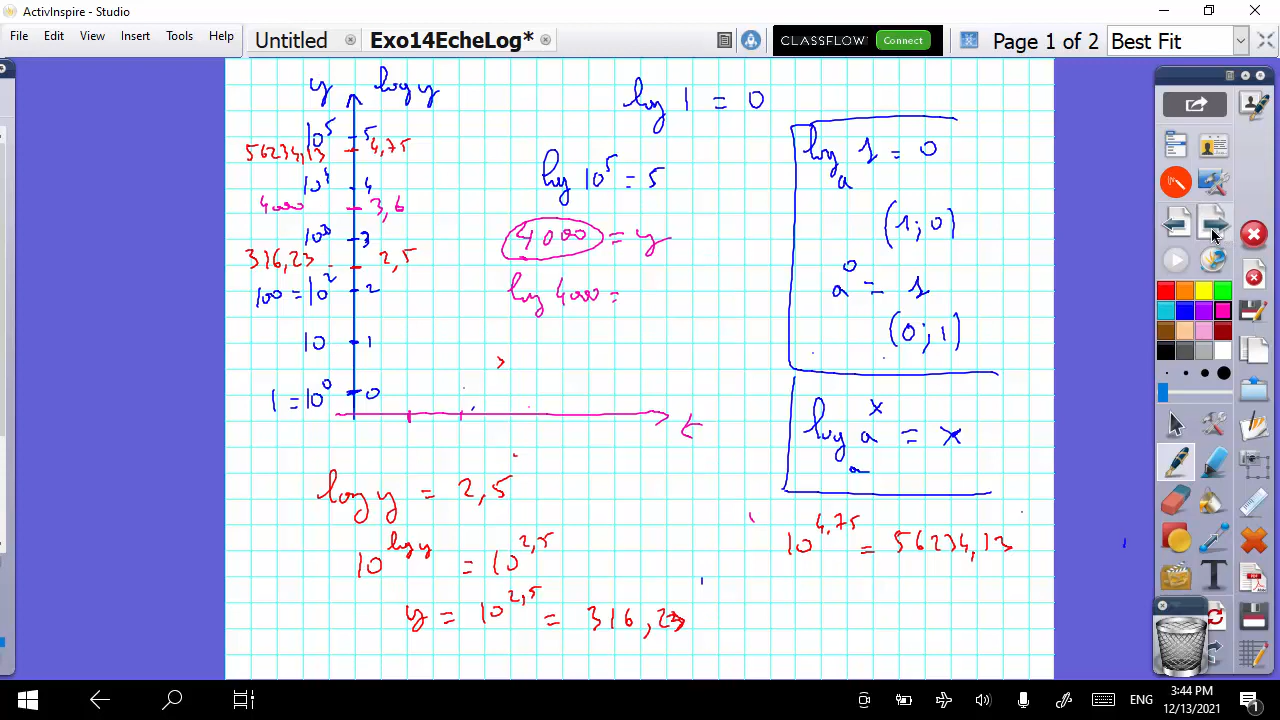 ActivInspire - Studio
File Edit View Insert Tools Help
Untitled
Exo14EcheLog*
CLASSFLOW Connect
Page 1 of 2
Best Fit
y log y
10^5 5
56234,13 4,75
10^4 4
4000 3,6
10^3 3
316,23 2,5
100 = 10^2 2
10 1
1 = 10^0 0
t
log 1 = 0
log 10^5 = 5
4000 = y
log 4000 =
log_a 1 = 0
(1; 0)
a^0 = 1
(0; 1)
log_a a^x = x
log y = 2,5
10^log y = 10^2,5
y = 10^2,5 = 316,23
10^4,75 = 56234,13
T
ENG
3:44 PM
12/13/2021
1